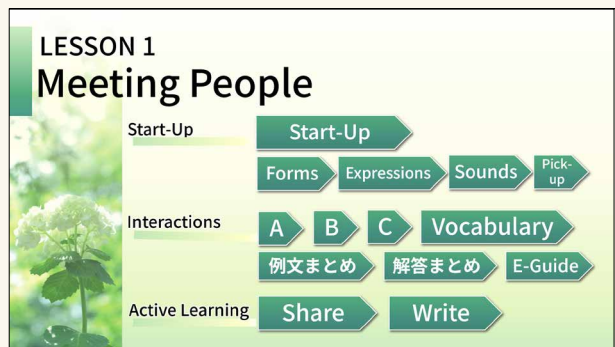 LESSON 1
Meeting People
Start-Up
Start-Up
Forms Expressions Sounds Pick-
up
Interactions
A B C Vocabulary
例文まとめ 解答まとめ E-Guide
Active Learning
Share Write